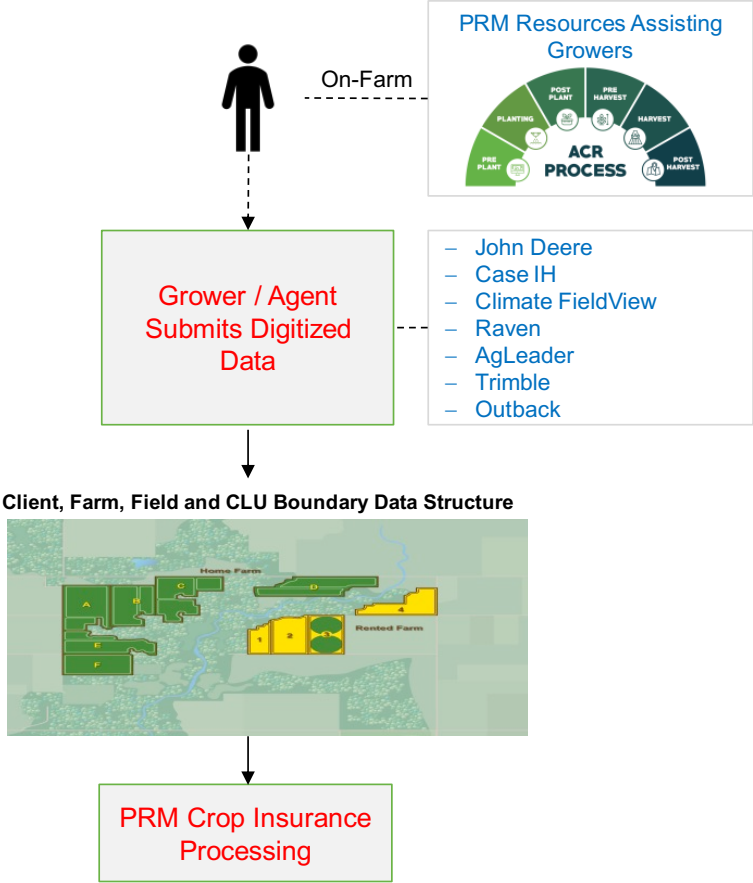 PRM Resources Assisting
Growers
On-Farm
PRE
PLANT
PLANTING
POST
PLANT
PRE
HARVEST
HARVEST
POST
HARVEST
ACR
PROCESS
Grower / Agent
Submits Digitized
Data
– John Deere
– Case IH
– Climate FieldView
– Raven
– AgLeader
– Trimble
– Outback
Client, Farm, Field and CLU Boundary Data Structure
Home Farm
A
B
C
D
E
F
1
2
3
4
Rented Farm
PRM Crop Insurance
Processing